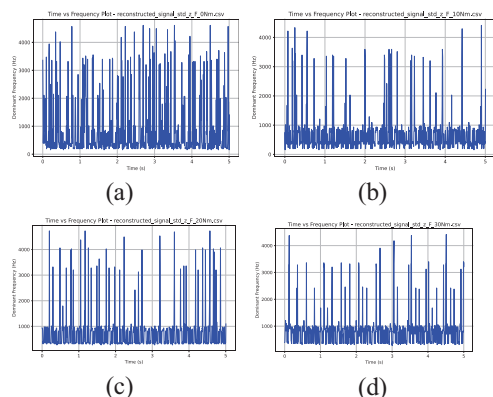 Time vs Frequency Plot - reconstructed_signal_std_z_F_0Nm.csv
Dominant Frequency (Hz)
4000
3000
2000
1000
0
0 1 2 3 4 5
Time (s)
(a)
Time vs Frequency Plot - reconstructed_signal_std_z_F_10Nm.csv
Dominant Frequency (Hz)
4000
3000
2000
1000
0
0 1 2 3 4 5
Time (s)
(b)
Time vs Frequency Plot - reconstructed_signal_std_z_F_20Nm.csv
Dominant Frequency (Hz)
4000
3000
2000
1000
0 1 2 3 4 5
Time (s)
(c)
Time vs Frequency Plot - reconstructed_signal_std_z_F_30Nm.csv
Dominant Frequency (Hz)
4000
3000
2000
1000
0 1 2 3 4 5
Time (s)
(d)